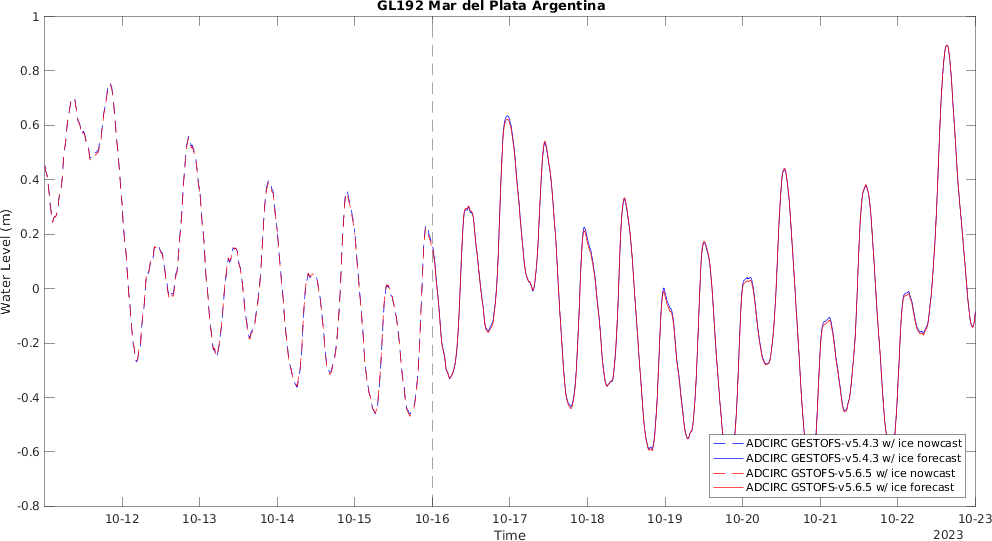 GL192 Mar del Plata Argentina
1
0.8
0.6
0.4
0.2
0
-0.2
-0.4
-0.6
-0.8
Water Level (m)
ADCIRC GESTOFS-v5.4.3 w/ ice nowcast
ADCIRC GESTOFS-v5.4.3 w/ ice forecast
ADCIRC GSTOFS-v5.6.5 w/ ice nowcast
ADCIRC GSTOFS-v5.6.5 w/ ice forecast
10-12 10-13 10-14 10-15 10-16 10-17 10-18 10-19 10-20 10-21 10-22 10-23
Time
2023